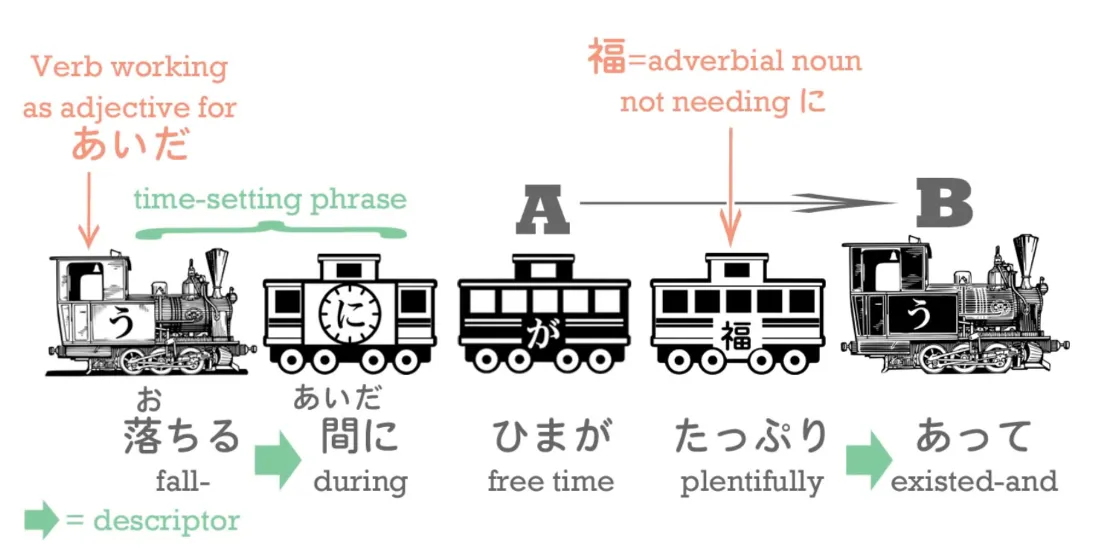 Verb working
as adjective for
あいだ
福=adverbial noun
not needing に
time-setting phrase
A
B
う
に
が
福
う
お
あいだ
落ちる
間に
ひまが
たっぷり
あって
fall-
during
free time
plentifully
existed-and
= descriptor